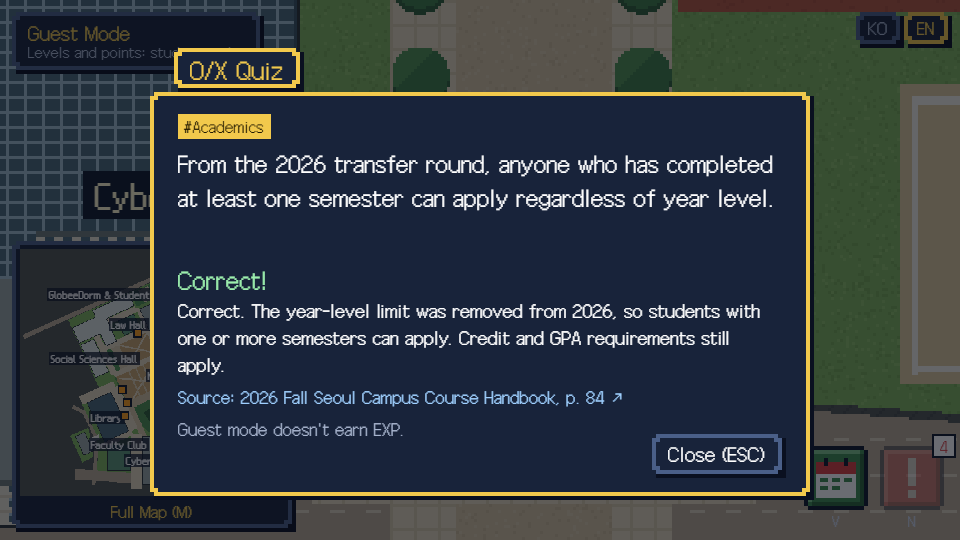 Guest Mode
Levels and points: stu
KO
EN
O/X Quiz
#Academics
From the 2026 transfer round, anyone who has completed
at least one semester can apply regardless of year level.
Cyb
Correct!
Correct. The year-level limit was removed from 2026, so students with
one or more semesters can apply. Credit and GPA requirements still
apply.
Source: 2026 Fall Seoul Campus Course Handbook, p. 84 ↗
Guest mode doesn't earn EXP.
Close (ESC)
GlobeeDorm & Student
Law Hall
Social Sciences Hall
Library
Faculty Club
Cyber
Full Map (M)
4
V
N